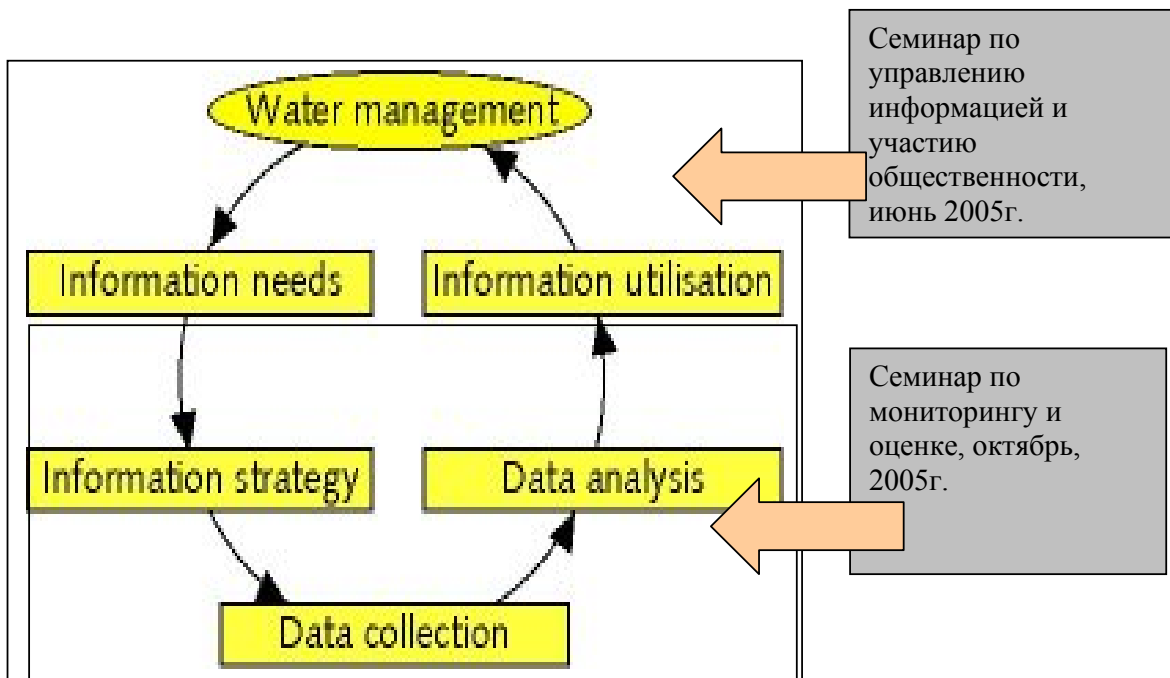 Семинар по
управлению
информацией и
участию
общественности,
июнь 2005г.
Water management
Information needs
Information utilisation
Семинар по
мониторингу и
оценке, октябрь,
2005г.
Information strategy
Data analysis
Data collection